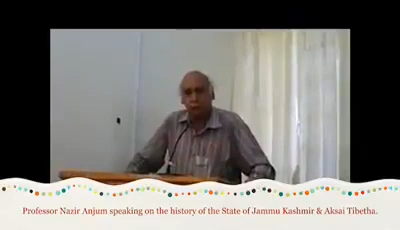 Professor Nazir Anjum speaking on the history of the State of Jammu Kashmir & Aksai Tibetha.